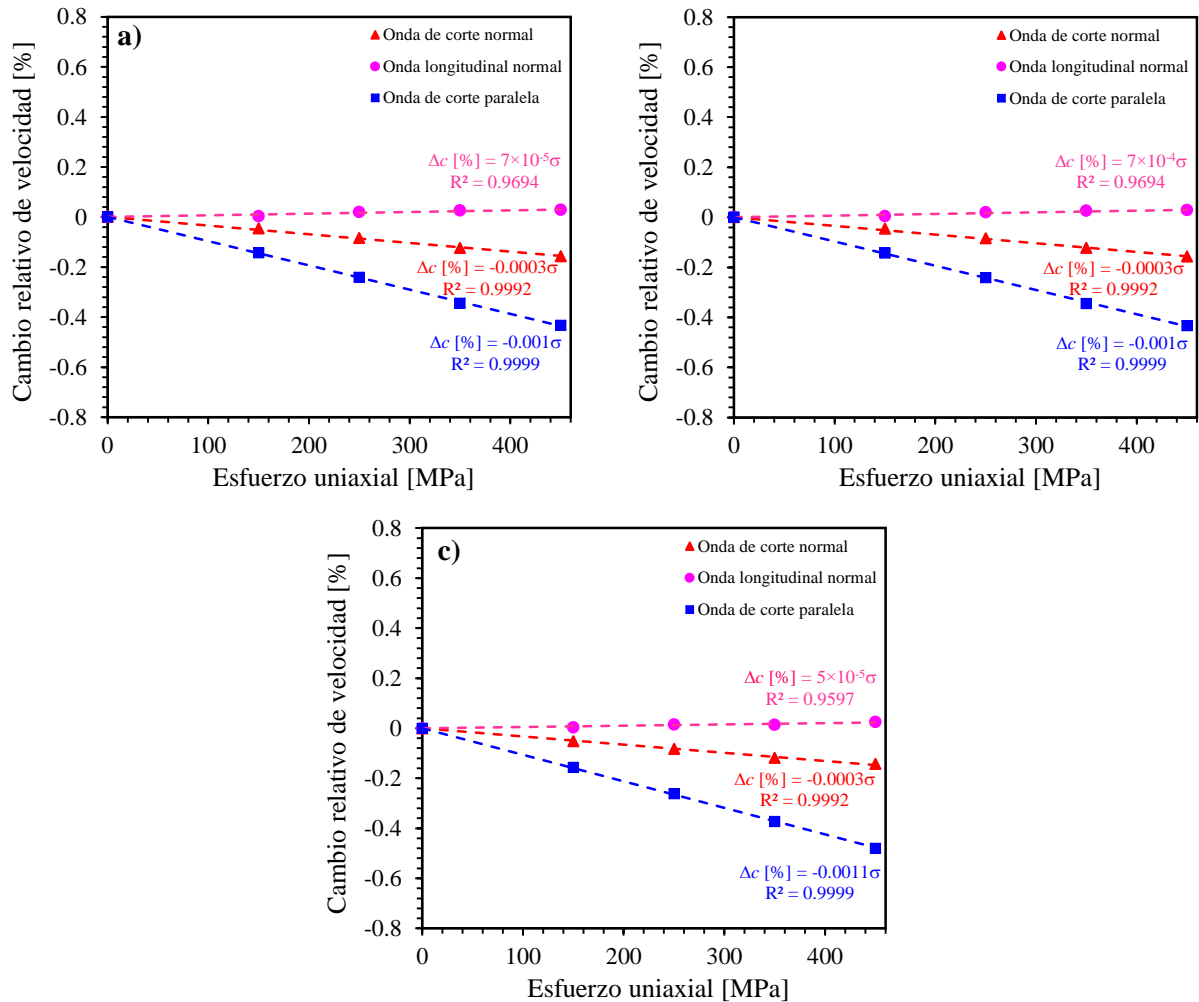 a)
Onda de corte normal
Onda longitudinal normal
Onda de corte paralela
Δc [%] = 7×10⁻⁵σ
R² = 0.9694
Δc [%] = -0.0003σ
R² = 0.9992
Δc [%] = -0.001σ
R² = 0.9999
Cambio relativo de velocidad [%]
0.8
0.6
0.4
0.2
0
-0.2
-0.4
-0.6
-0.8
0 100 200 300 400
Esfuerzo uniaxial [MPa]
Onda de corte normal
Onda longitudinal normal
Onda de corte paralela
Δc [%] = 7×10⁻⁴σ
R² = 0.9694
Δc [%] = -0.0003σ
R² = 0.9992
Δc [%] = -0.001σ
R² = 0.9999
Cambio relativo de velocidad [%]
0.8
0.6
0.4
0.2
0
-0.2
-0.4
-0.6
-0.8
0 100 200 300 400
Esfuerzo uniaxial [MPa]
c)
Onda de corte normal
Onda longitudinal normal
Onda de corte paralela
Δc [%] = 5×10⁻⁵σ
R² = 0.9597
Δc [%] = -0.0003σ
R² = 0.9992
Δc [%] = -0.0011σ
R² = 0.9999
Cambio relativo de velocidad [%]
0.8
0.6
0.4
0.2
0
-0.2
-0.4
-0.6
-0.8
0 100 200 300 400
Esfuerzo uniaxial [MPa]